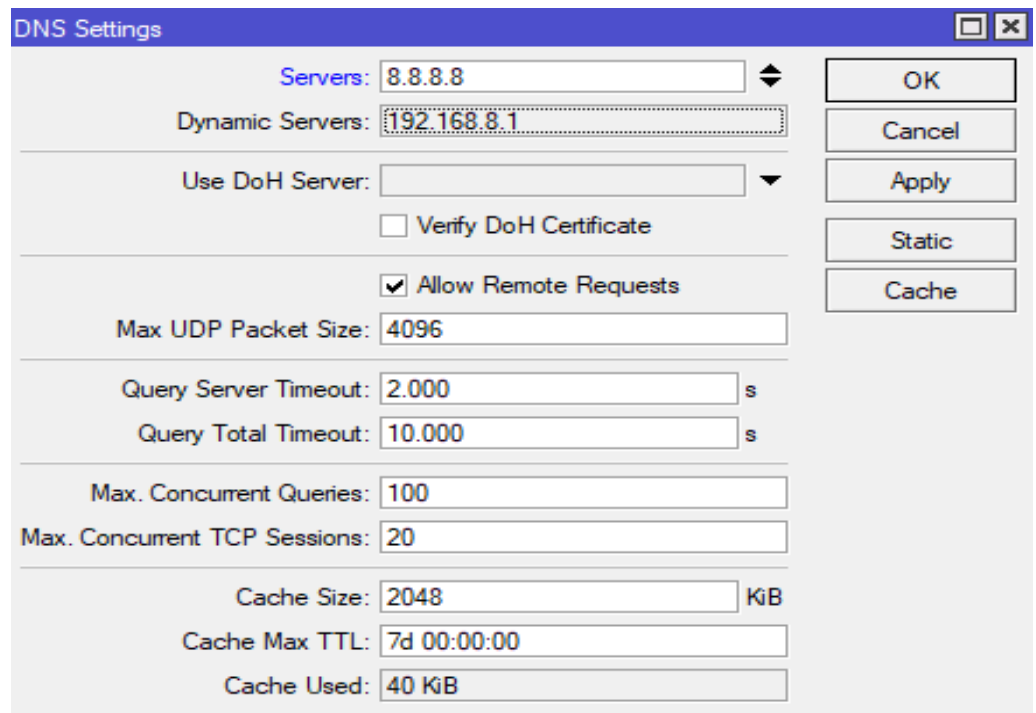 DNS Settings
Servers: 8.8.8.8
OK
Dynamic Servers: 192.168.8.1
Cancel
Use DoH Server:
Apply
Verify DoH Certificate
Static
Allow Remote Requests
Cache
Max UDP Packet Size: 4096
Query Server Timeout: 2.000 s
Query Total Timeout: 10.000 s
Max. Concurrent Queries: 100
Max. Concurrent TCP Sessions: 20
Cache Size: 2048 KiB
Cache Max TTL: 7d 00:00:00
Cache Used: 40 KiB